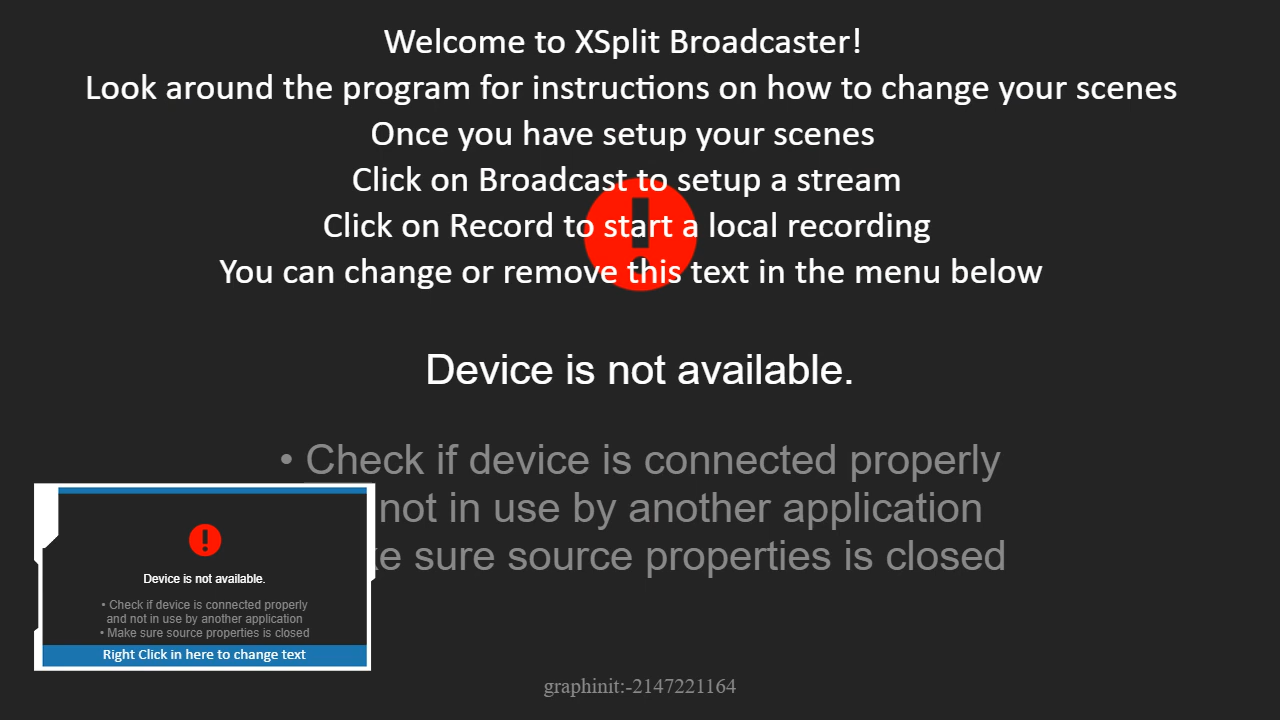 Welcome to XSplit Broadcaster!
Look around the program for instructions on how to change your scenes
Once you have setup your scenes
Click on Broadcast to setup a stream
Click on Record to start a local recording
You can change or remove this text in the menu below
Device is not available.
• Check if device is connected properly
not in use by another application
ke sure source properties is closed
Device is not available.
• Check if device is connected properly
and not in use by another application
• Make sure source properties is closed
Right Click in here to change text
graphinit:-2147221164